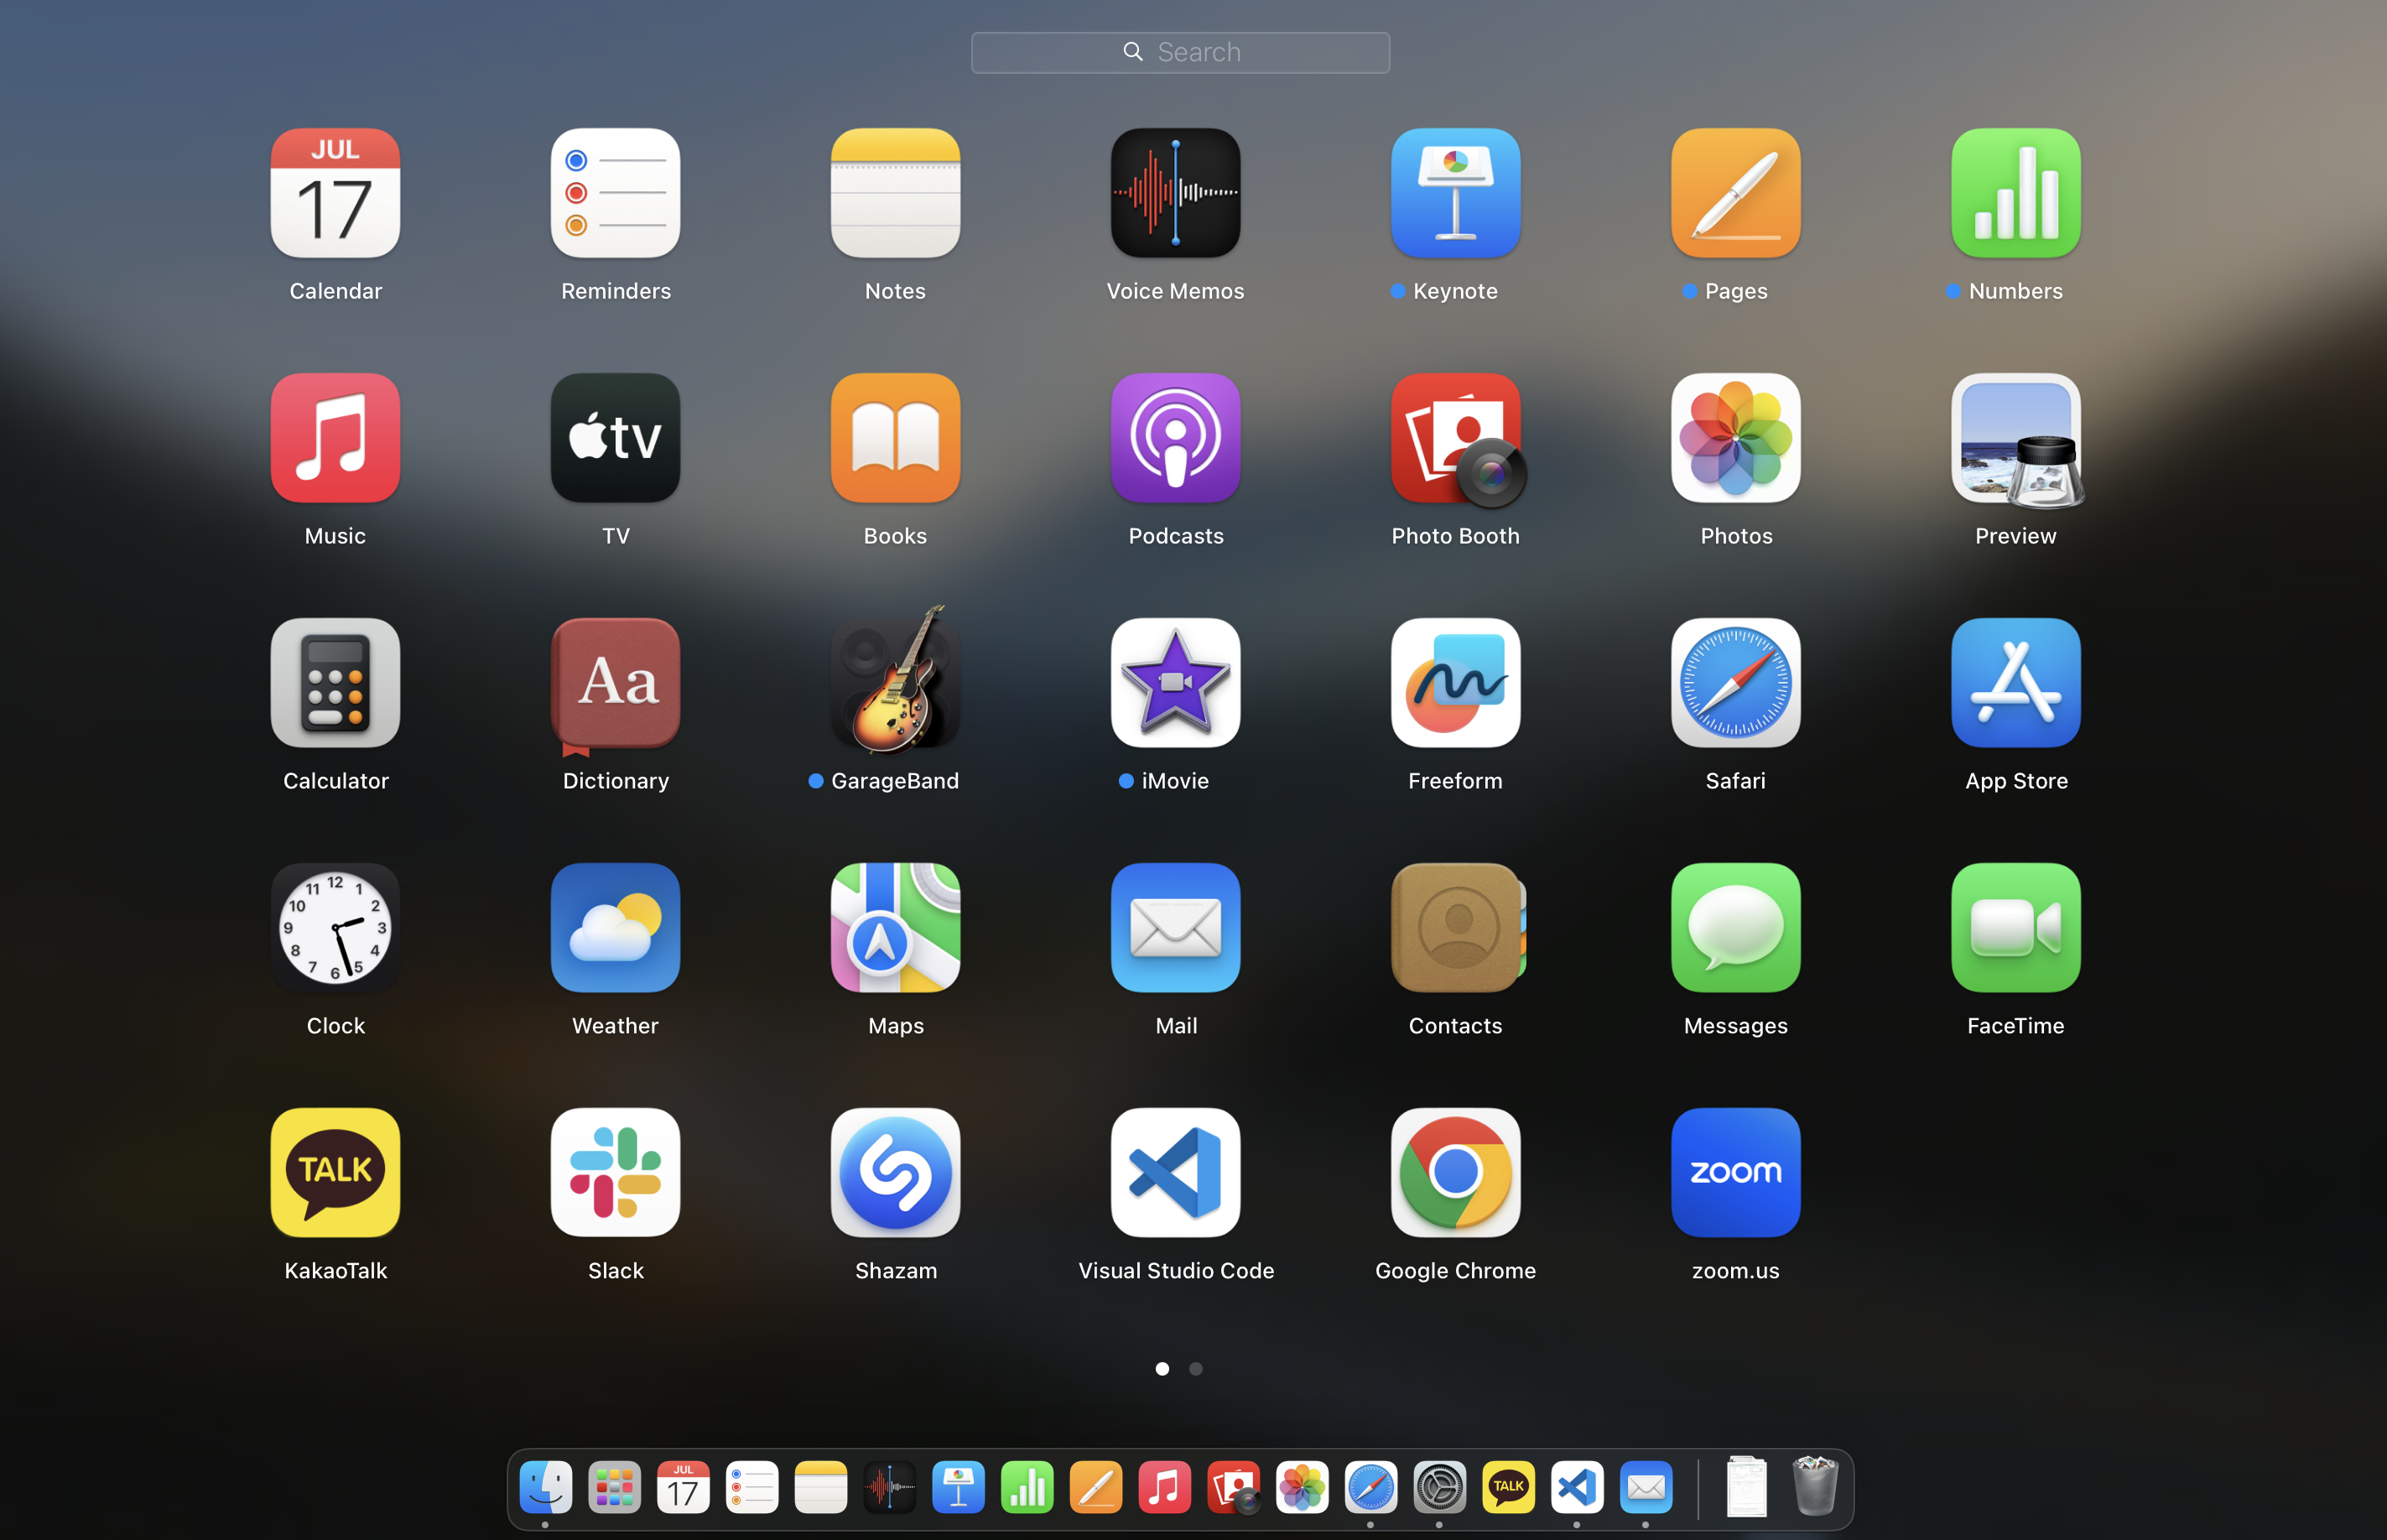 Search
JUL
17
Calendar
Reminders
Notes
Voice Memos
Keynote
Pages
Numbers
tv
Music
TV
Books
Podcasts
Photo Booth
Photos
Preview
Aa
Calculator
Dictionary
GarageBand
iMovie
Freeform
Safari
App Store
12
1
2
3
4
5
6
7
8
9
10
11
Clock
Weather
Maps
Mail
Contacts
Messages
FaceTime
TALK
zoom
KakaoTalk
Slack
Shazam
Visual Studio Code
Google Chrome
zoom.us
JUL
17
TALK